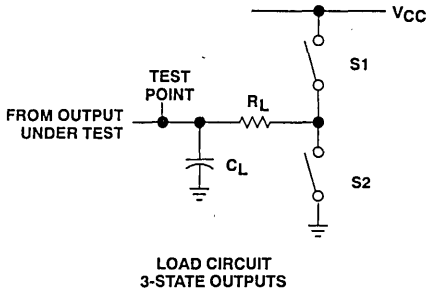 VCC
S1
TEST
POINT
RL
FROM OUTPUT
UNDER TEST
CL
S2
LOAD CIRCUIT
3-STATE OUTPUTS